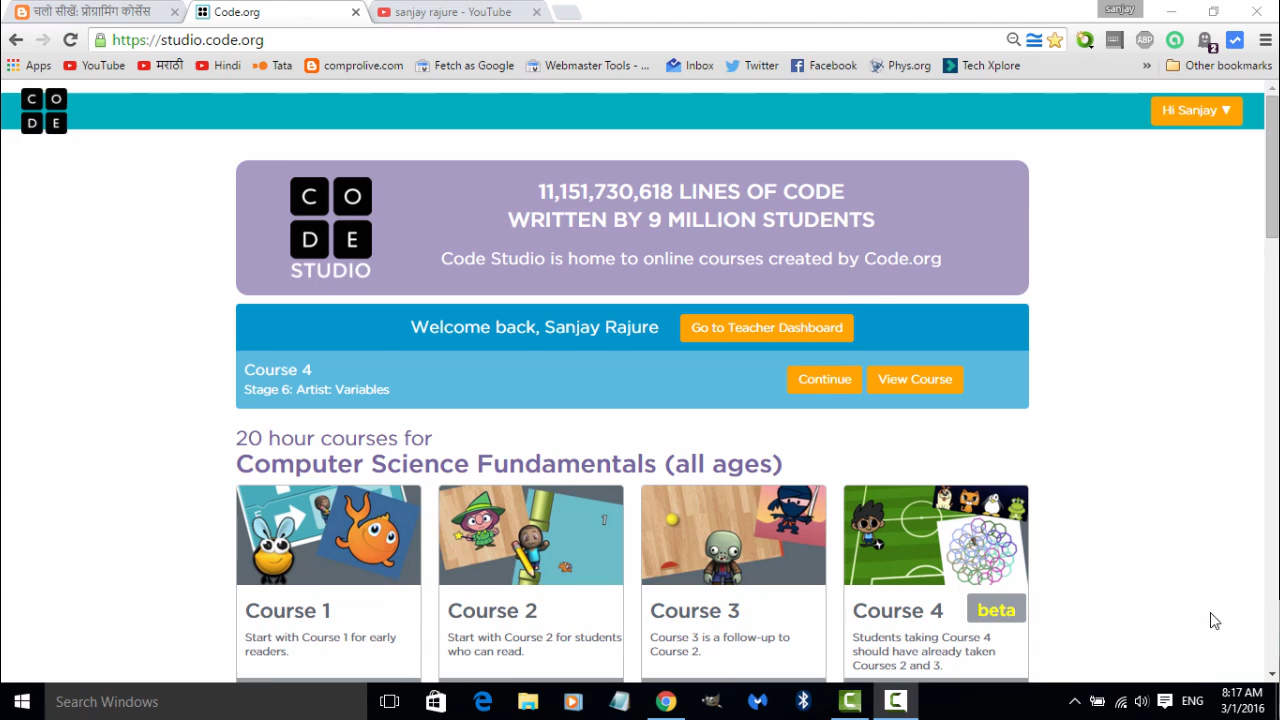 चलो सीखें: प्रोग्रामिंग कोर्सेस
Code.org
sanjay rajure - YouTube
sanjay
https://studio.code.org
ABP
2
Apps
YouTube
मराठी
Hindi
Tata
comprolive.com
Fetch as Google
Webmaster Tools - ...
Inbox
Twitter
Facebook
Phys.org
Tech Xplore
»
Other bookmarks
C O
D E
Hi Sanjay ▼
C O
D E
STUDIO
11,151,730,618 LINES OF CODE
WRITTEN BY 9 MILLION STUDENTS
Code Studio is home to online courses created by Code.org
Welcome back, Sanjay Rajure
Go to Teacher Dashboard
Course 4
Stage 6: Artist: Variables
Continue
View Course
20 hour courses for
Computer Science Fundamentals (all ages)
1
Course 1
Start with Course 1 for early
readers.
Course 2
Start with Course 2 for students
who can read.
Course 3
Course 3 is a follow-up to
Course 2.
Course 4
beta
Students taking Course 4
should have already taken
Courses 2 and 3.
Search Windows
ENG
8:17 AM
3/1/2016